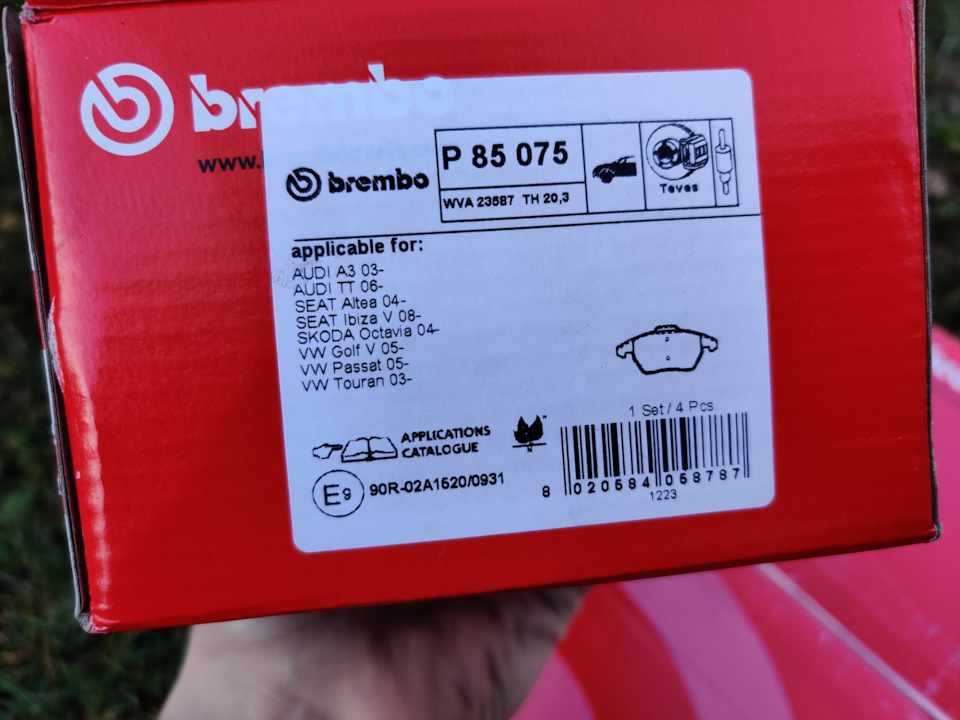 brembo
www.
brembo
P 85 075
WVA 23587 TH 20,3
Teves
applicable for:
AUDI A3 03-
AUDI TT 06-
SEAT Altea 04-
SEAT Ibiza V 08-
SKODA Octavia 04-
VW Golf V 05-
VW Passat 05-
VW Touran 03-
1 Set / 4 Pcs.
APPLICATIONS
CATALOGUE
E9
90R-02A1520/0931
8 020584 058787
1223